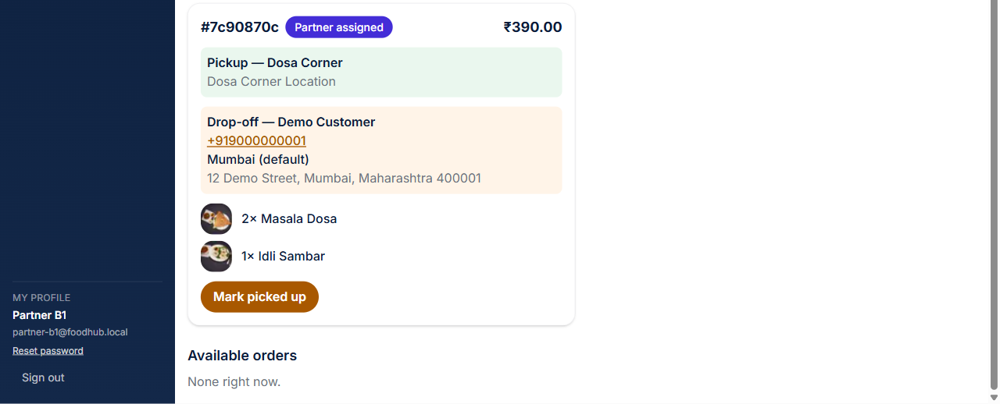 #7c90870c Partner assigned ₹390.00
Pickup — Dosa Corner
Dosa Corner Location
Drop-off — Demo Customer
+919000000001
Mumbai (default)
12 Demo Street, Mumbai, Maharashtra 400001
2× Masala Dosa
1× Idli Sambar
Mark picked up
Available orders
None right now.
MY PROFILE
Partner B1
partner-b1@foodhub.local
Reset password
Sign out